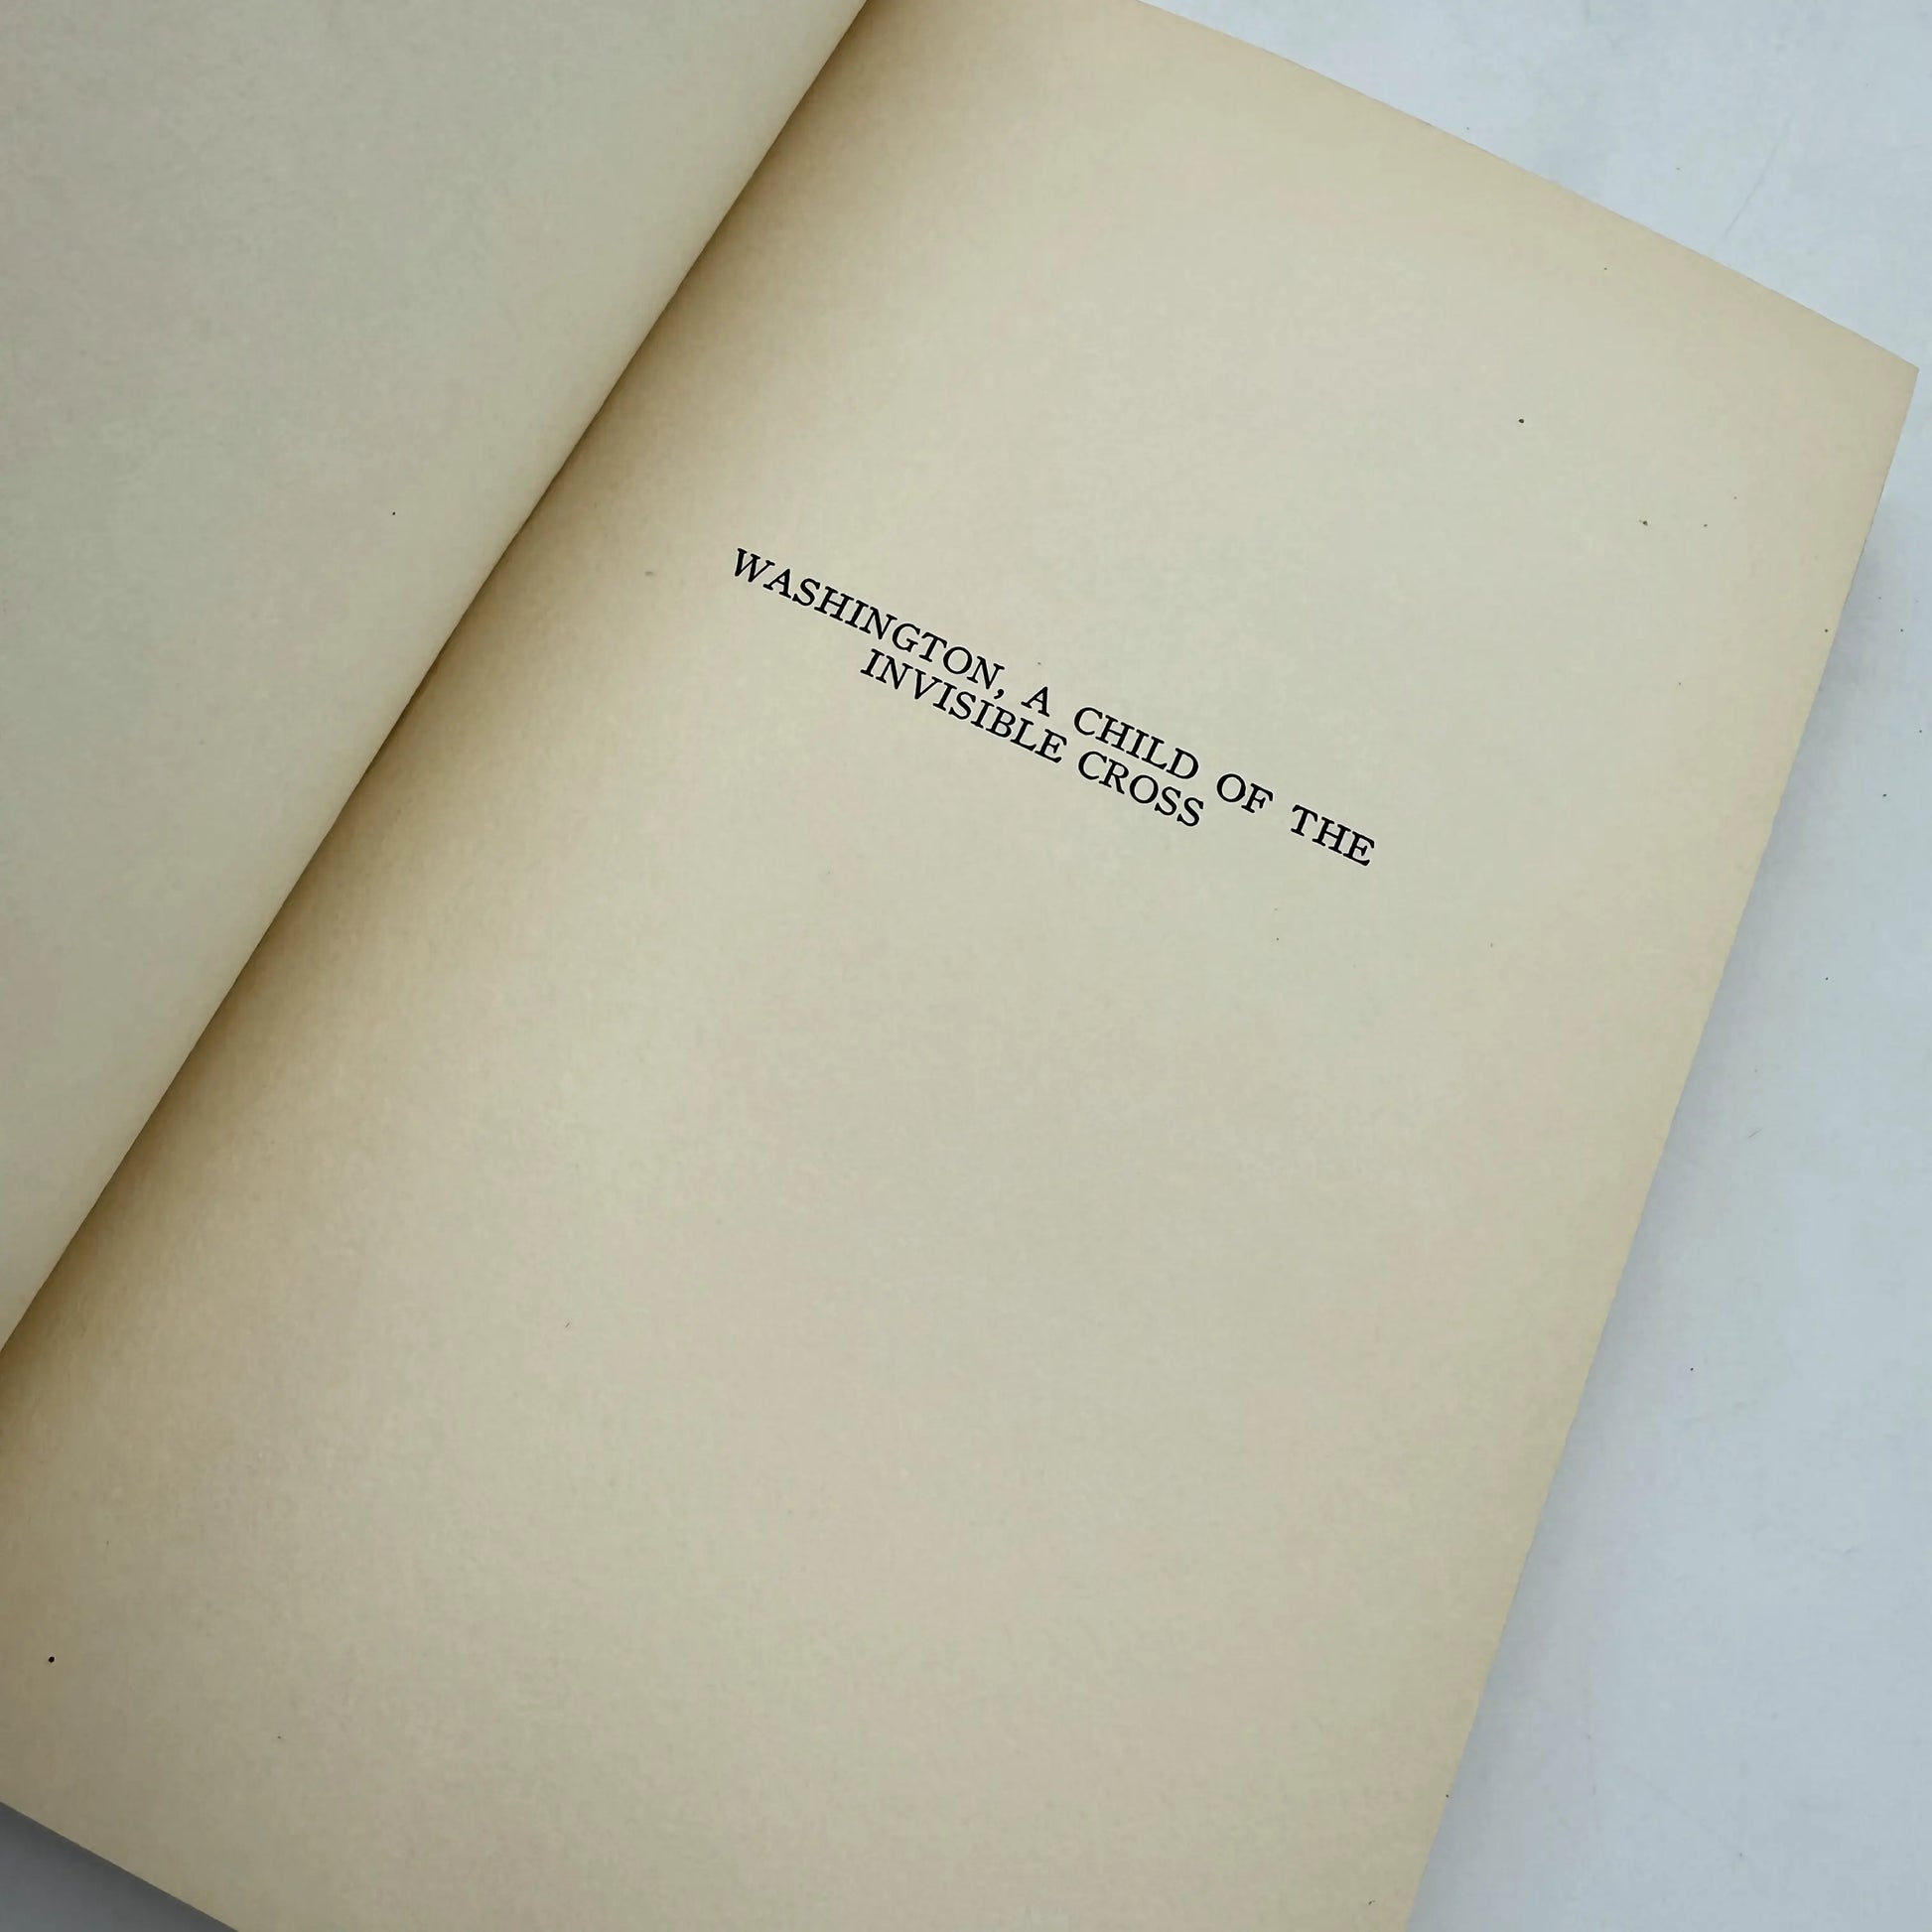 WASHINGTON, A CHILD OF THE
INVISIBLE CROSS